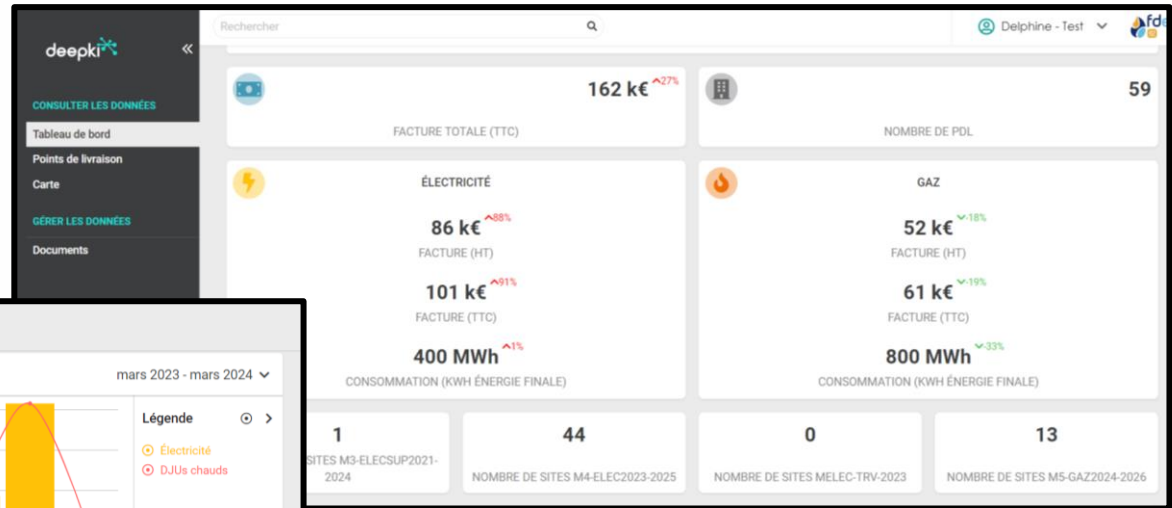 deepki
«
Rechercher
Delphine - Test
fde
CONSULTER LES DONNÉES
Tableau de bord
Points de livraison
Carte
GÉRER LES DONNÉES
Documents
162 k€ 27%
FACTURE TOTALE (TTC)
59
NOMBRE DE PDL
ÉLECTRICITÉ
86 k€ 88%
FACTURE (HT)
101 k€ 91%
FACTURE (TTC)
400 MWh 1%
CONSOMMATION (KWH ÉNERGIE FINALE)
GAZ
52 k€ -18%
FACTURE (HT)
61 k€ -19%
FACTURE (TTC)
800 MWh -33%
CONSOMMATION (KWH ÉNERGIE FINALE)
1
SITES M3-ELECSUP2021-
2024
44
NOMBRE DE SITES M4-ELEC2023-2025
0
NOMBRE DE SITES MELEC-TRV-2023
13
NOMBRE DE SITES M5-GAZ2024-2026
mars 2023 - mars 2024
Légende
Électricité
DJUs chauds